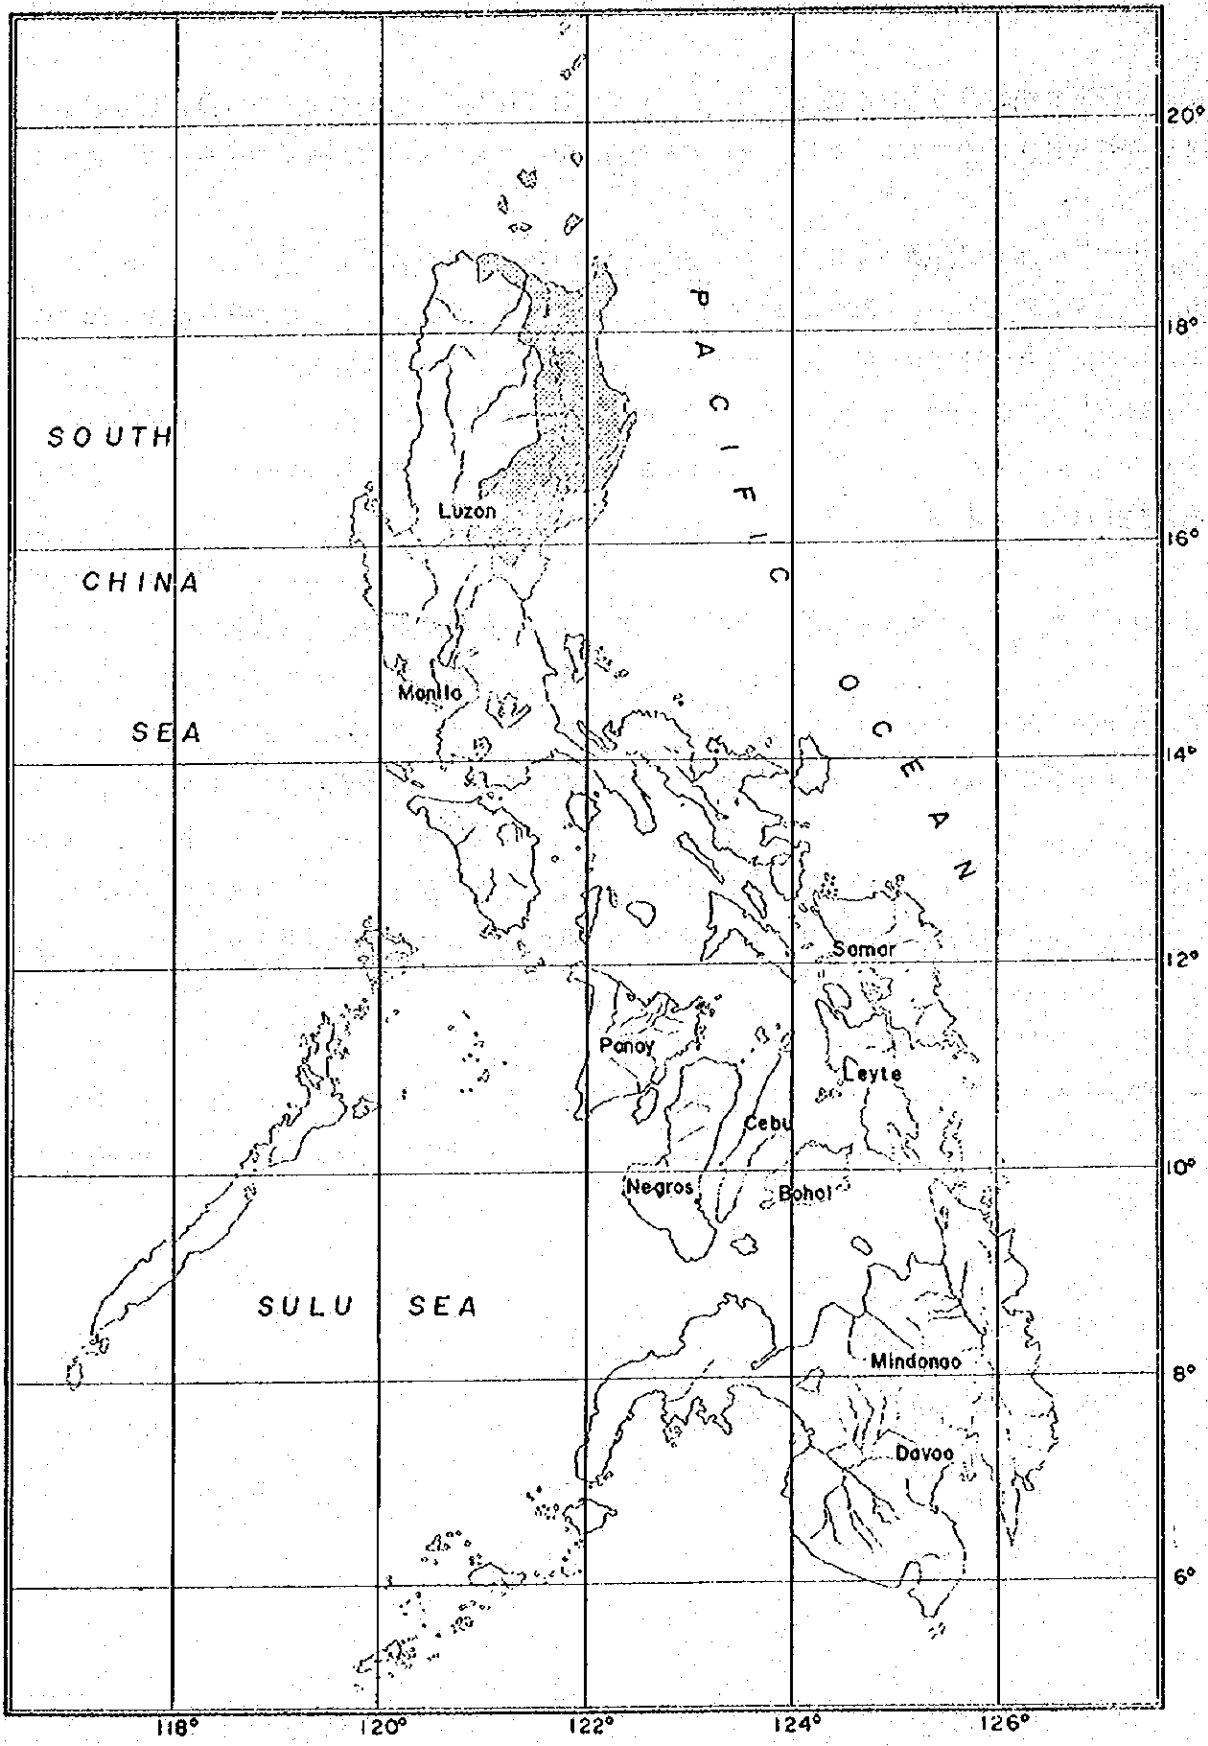 20°
PACIFIC
18°
SOUTH
Luzon
16°
CHINA
OCEAN
Manila
SEA
14°
Samar
12°
Panay
Leyte
Cebu
10°
Negros
Bohol
SULU SEA
Mindanao
8°
Davao
6°
118°
120°
122°
124°
126°